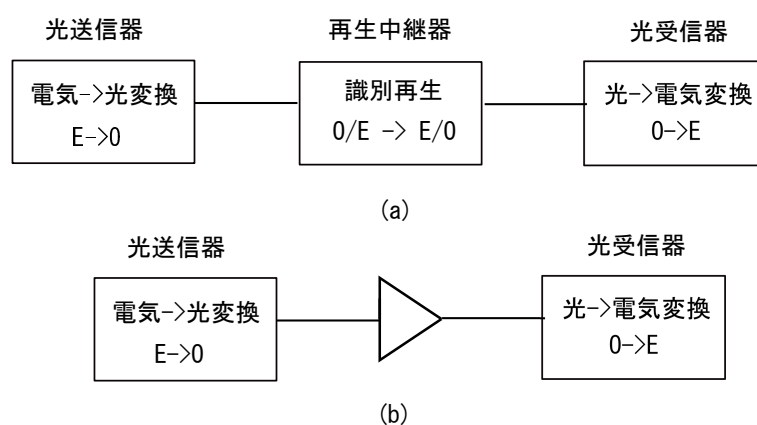 光送信器 再生中継器 光受信器
電気->光変換 識別再生 光->電気変換
E->O O/E -> E/O O->E
(a)
光送信器 光受信器
電気->光変換 光->電気変換
E->O O->E
(b)